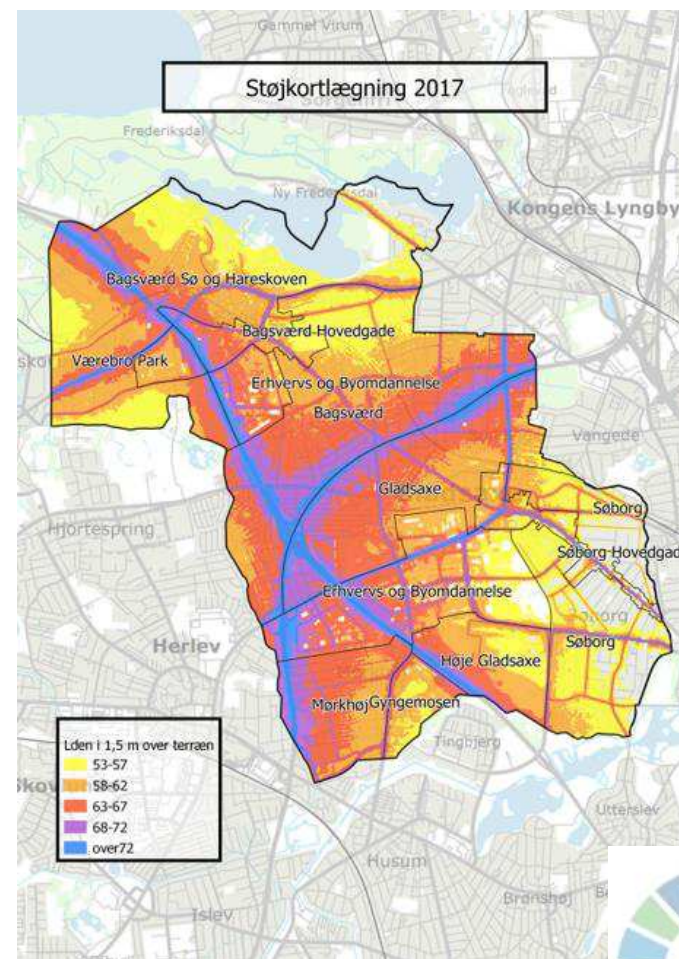 Gammel Virum
Støjkortlægning 2017
Sorgenfri
Frederiksdal
Ny Frederiksdal
Kongens Lyngby
Bagsværd Sø og Hareskoven
Bagsværd Hovedgade
Værebro Park
Erhvervs og Byomdannelse
Bagsværd
Vangede
Gladsaxe
Søborg
Hjortespring
Søborg Hovedgad
Erhvervs og Byomdannelse
Søborg
Herlev
Høje Gladsaxe
Mørkhøj
Gyngemosen
Tingbjerg
Lden i 1,5 m over terræn
53-57
58-62
63-67
68-72
over72
Skov
Utterslev
Husum
Brønshøj
Islev